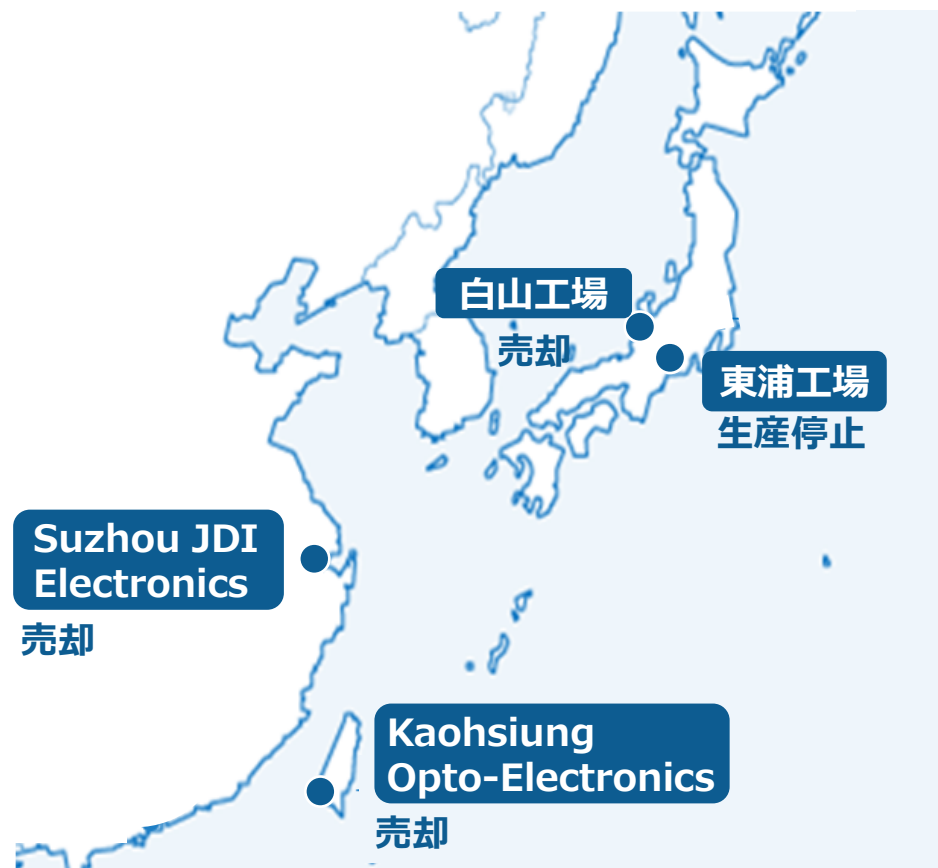 白山工場
売却
東浦工場
生産停止
Suzhou JDI
Electronics
売却
Kaohsiung
Opto-Electronics
売却